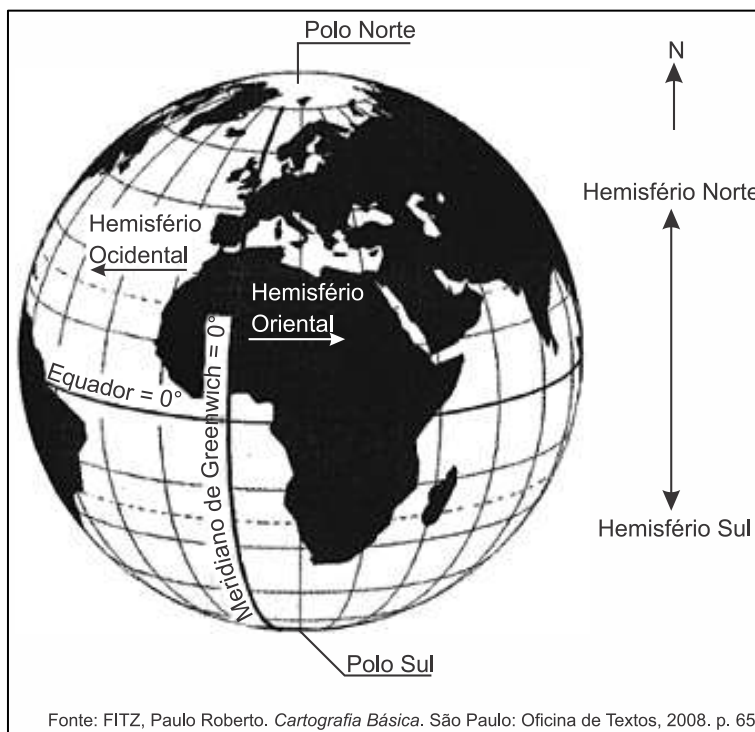 Polo Norte
N
Hemisfério Norte
Hemisfério
Ocidental
Hemisfério
Oriental
Equador = 0°
Meridiano de Greenwich = 0°
Hemisfério Sul
Polo Sul
Fonte: FITZ, Paulo Roberto. Cartografia Básica. São Paulo: Oficina de Textos, 2008. p. 65